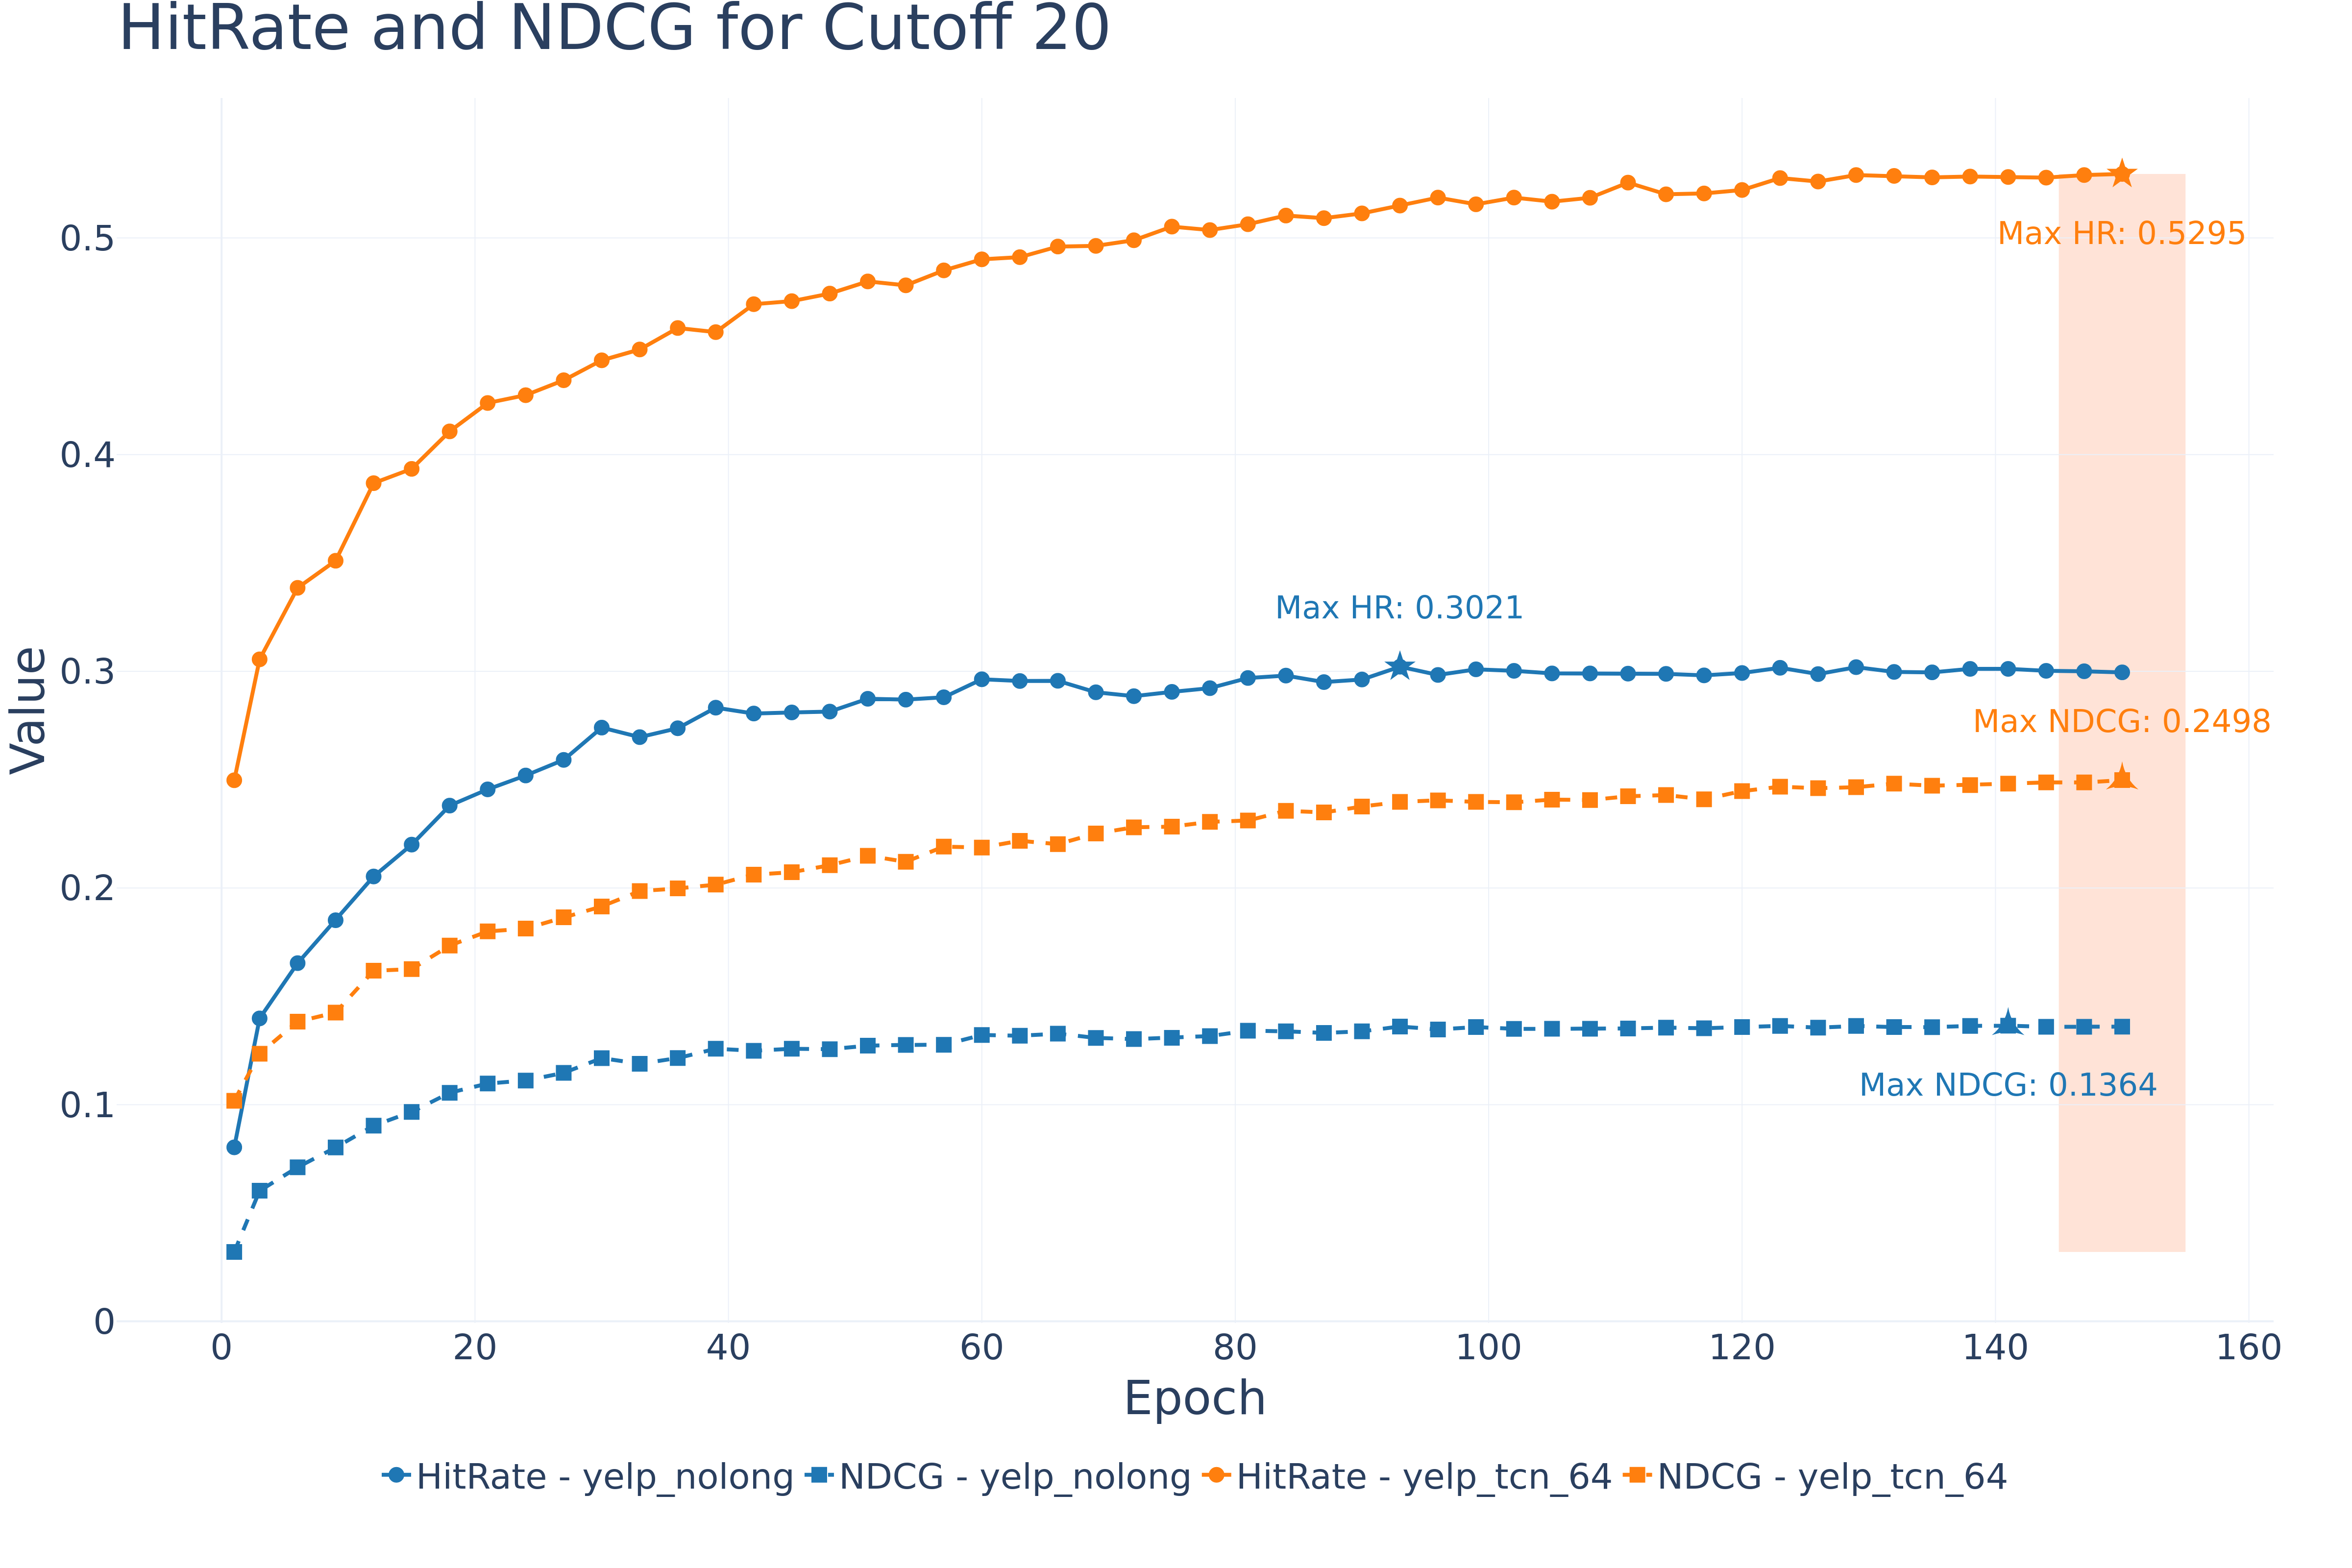 HitRate and NDCG for Cutoff 20
Value
0.5
0.4
0.3
0.2
0.1
0
Max HR: 0.5295
Max HR: 0.3021
Max NDCG: 0.2498
Max NDCG: 0.1364
0 20 40 60 80 100 120 140 160
Epoch
HitRate - yelp_nolong NDCG - yelp_nolong HitRate - yelp_tcn_64 NDCG - yelp_tcn_64